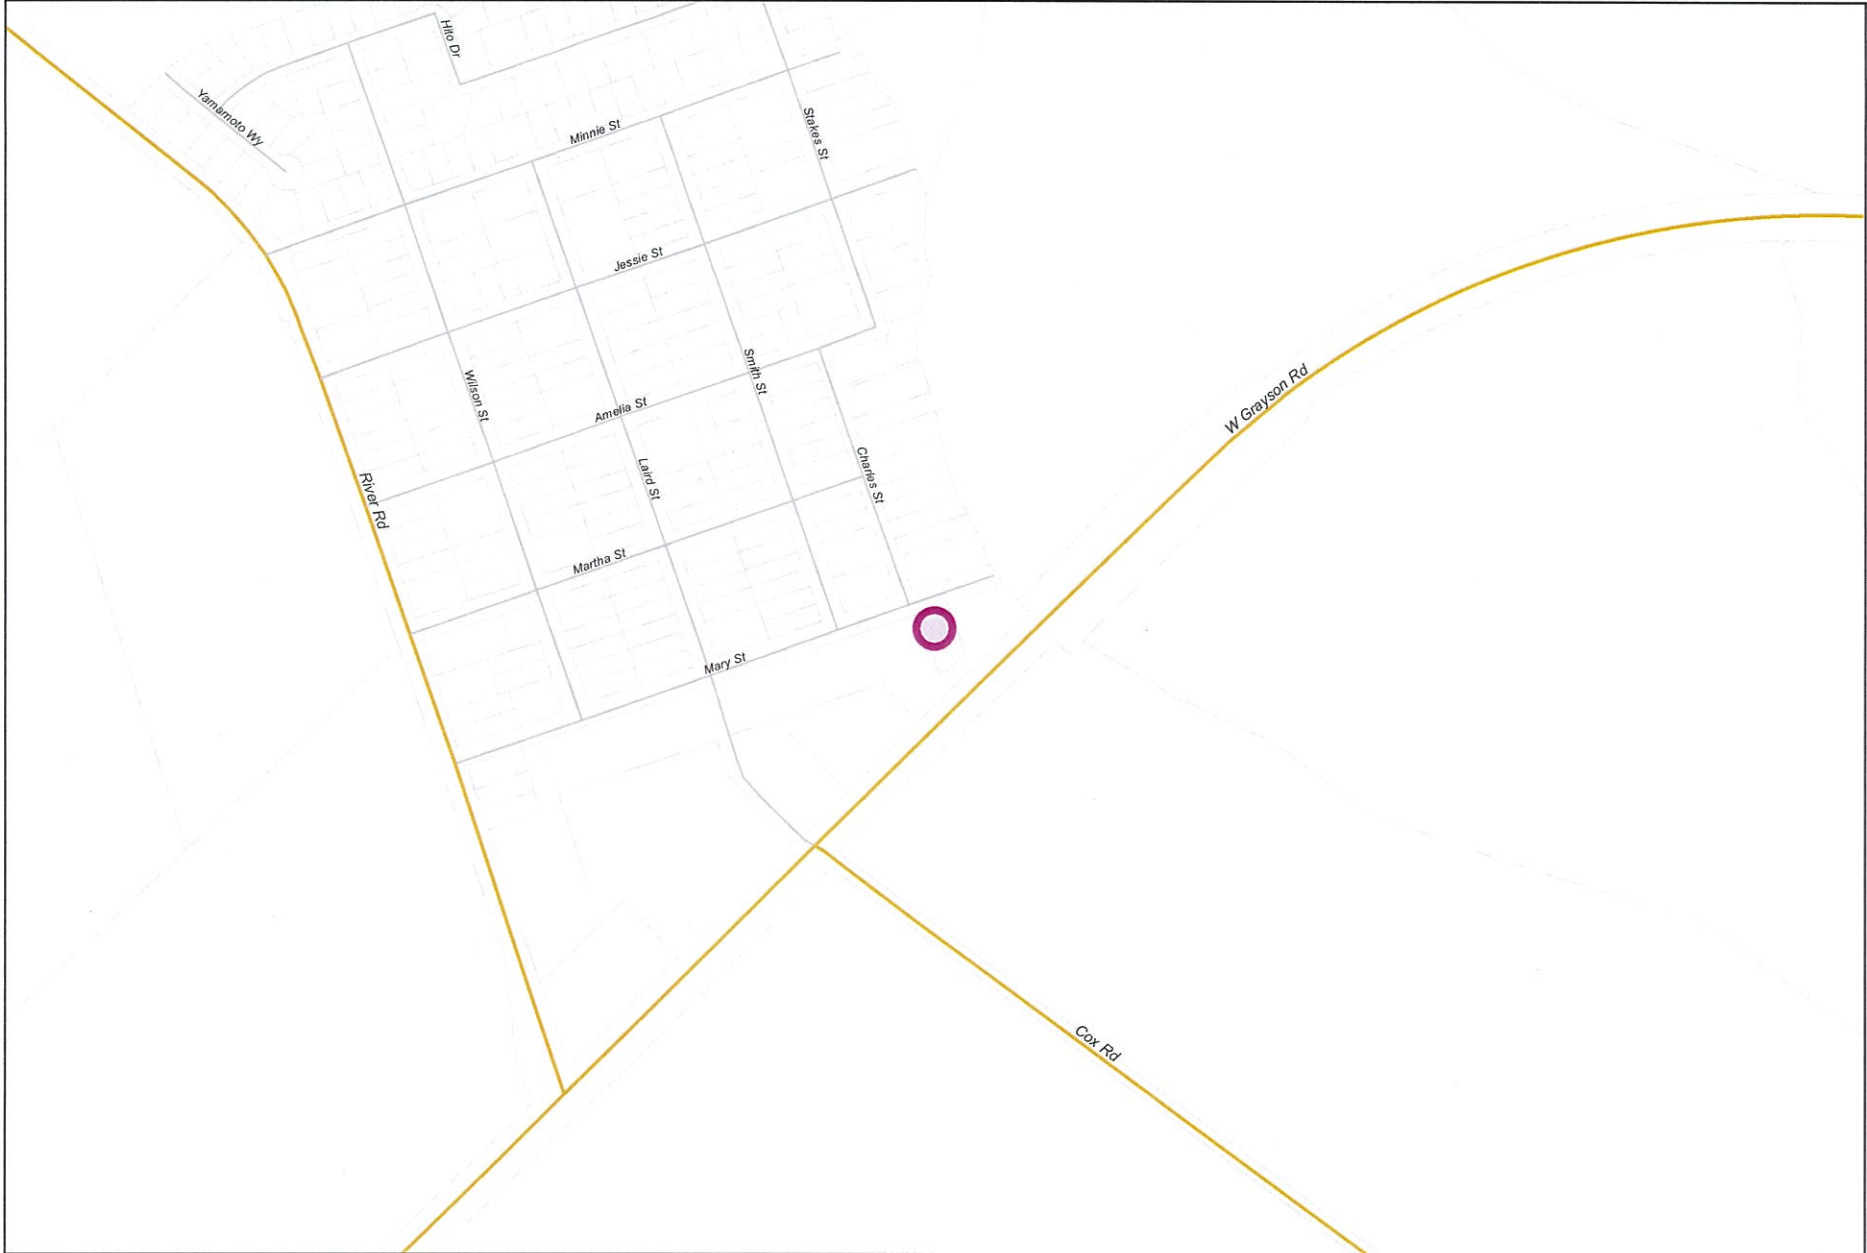 Hito Dr
Yamamoto Wy
Minnie St
Stakes St
Jessie St
Smith St
Wilson St
Amelia St
W Grayson Rd
Laird St
Charles St
River Rd
Martha St
Mary St
Cox Rd